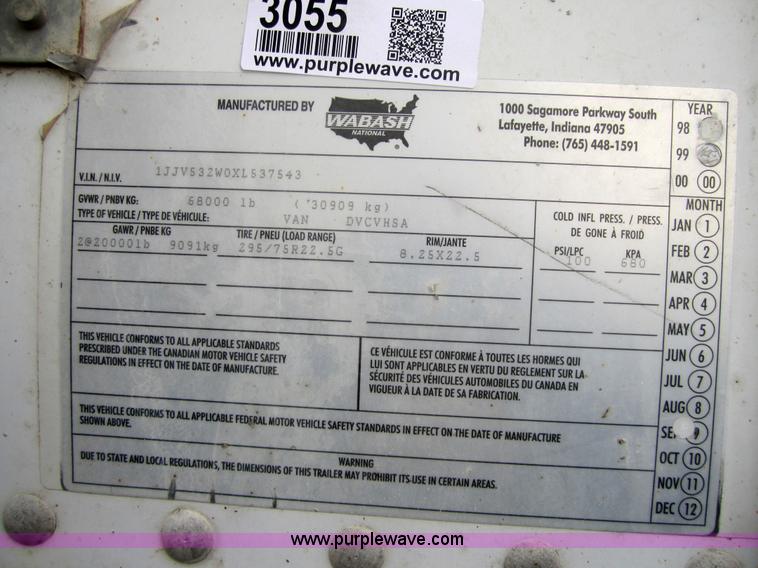 3055
www.purplewave.com
MANUFACTURED BY WABASH NATIONAL
1000 Sagamore Parkway South
Lafayette, Indiana 47905
Phone: (765) 448-1591
YEAR
98
99
00 00
V.I.N. / N.I.V. 1JJV532W0XL537543
GVWR / PNBV KG: 68000 lb ( 30909 kg)
TYPE OF VEHICLE / TYPE DE VÉHICULE: VAN DVCVHSA
GAWR / PNBE KG TIRE / PNEU (LOAD RANGE) RIM/JANTE
2@20000lb 9091kg 295/75R22.5G 8.25X22.5
COLD INFL PRESS. / PRESS.
DE GONE À FROID
PSI/LPC KPA
100 680
MONTH
JAN 1
FEB 2
MAR 3
APR 4
MAY 5
JUN 6
JUL 7
AUG 8
SE 9
OCT 10
NOV 11
DEC 12
THIS VEHICLE CONFORMS TO ALL APPLICABLE STANDARDS
PRESCRIBED UNDER THE CANADIAN MOTOR VEHICLE SAFETY
REGULATIONS IN EFFECT ON THE DATE OF MANUFACTURE.
CE VÉHICULE EST CONFORME À TOUTES LES HORMES QUI
LUI SONT APPLICABLES EN VERTU DU REGLEMENT SUR LA
SÉCURITÉ DES VÉHICULES AUTOMOBILES DU CANADA EN
VIGUEUR À LA DATE DE SA FABRICATION.
THIS VEHICLE CONFORMS TO ALL APPLICABLE FEDERAL MOTOR VEHICLE SAFETY STANDARDS IN EFFECT ON THE DATE OF MANUFACTURE
SHOWN ABOVE.
WARNING
DUE TO STATE AND LOCAL REGULATIONS, THE DIMENSIONS OF THIS TRAILER MAY PROHIBIT ITS USE IN CERTAIN AREAS.
www.purplewave.com